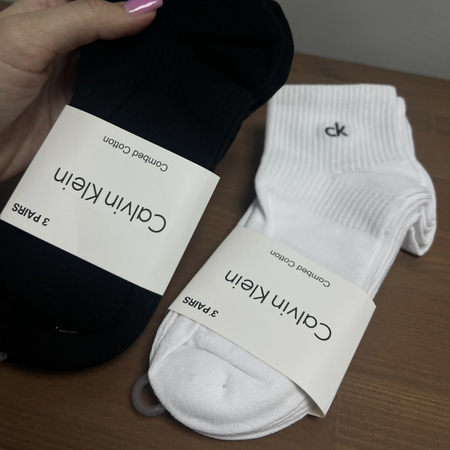 Calvin Klein
Combed Cotton
3 PAIRS
ck
Calvin Klein
Combed Cotton
3 PAIRS